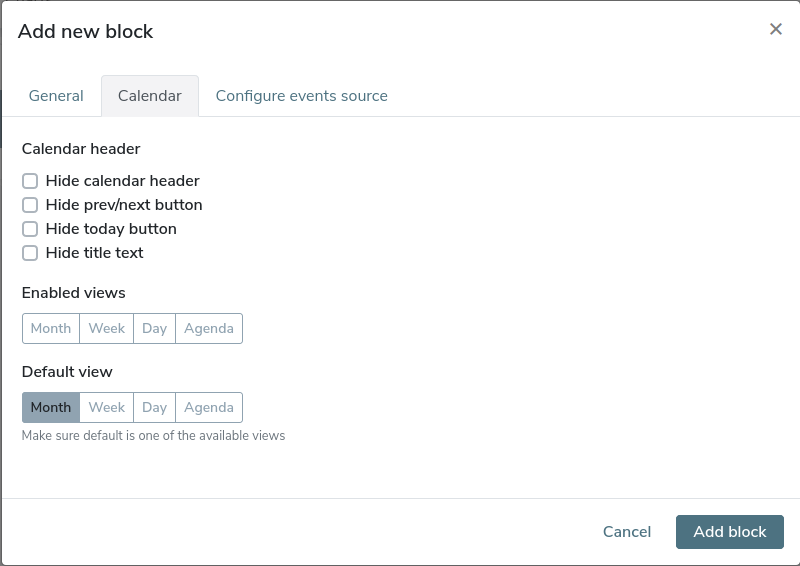 Add new block
General Calendar Configure events source
Calendar header
Hide calendar header
Hide prev/next button
Hide today button
Hide title text
Enabled views
Month Week Day Agenda
Default view
Month Week Day Agenda
Make sure default is one of the available views
Cancel Add block